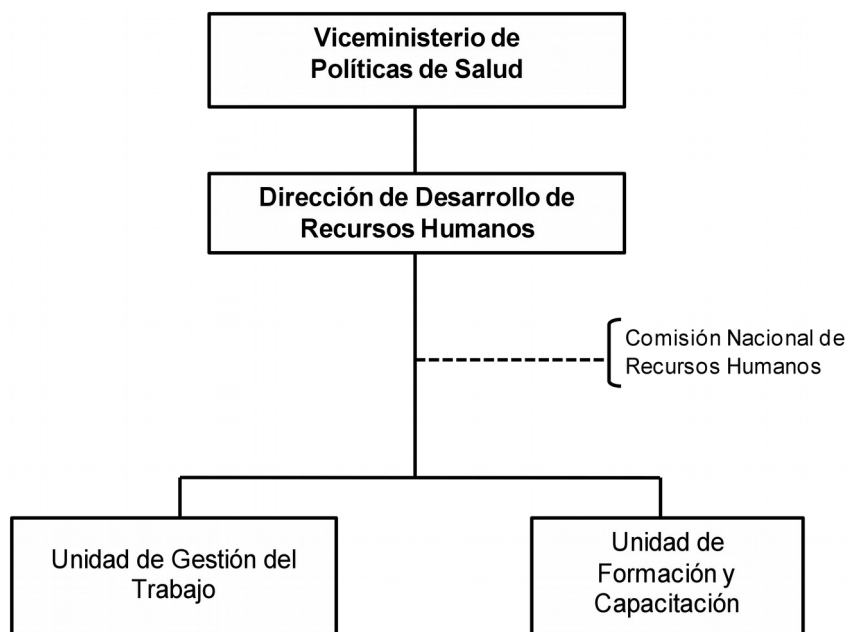 Viceministerio de
Políticas de Salud
Dirección de Desarrollo de
Recursos Humanos
Comisión Nacional de
Recursos Humanos
Unidad de Gestión del
Trabajo
Unidad de
Formación y
Capacitación